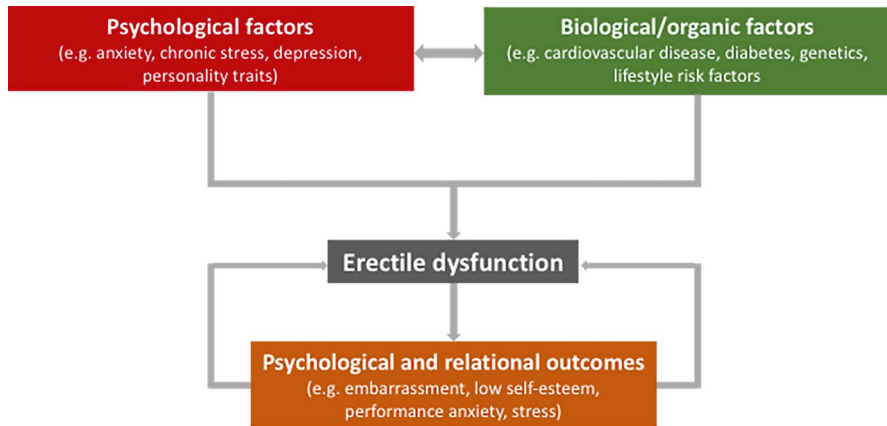 Psychological factors
(e.g. anxiety, chronic stress, depression,
personality traits)
Biological/organic factors
(e.g. cardiovascular disease, diabetes, genetics,
lifestyle risk factors
Erectile dysfunction
Psychological and relational outcomes
(e.g. embarrassment, low self-esteem,
performance anxiety, stress)